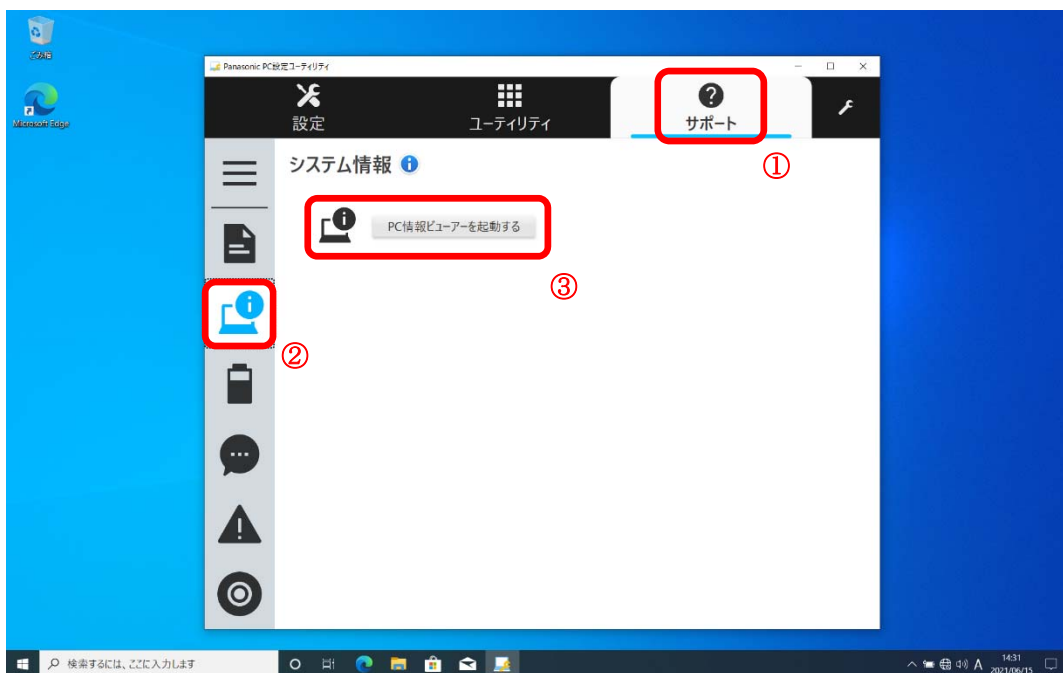 ごみ箱
Microsoft Edge
Panasonic PC設定ユーティリティ
設定
ユーティリティ
サポート
①
システム情報
PC情報ビューアーを起動する
③
②
検索するには、ここに入力します
A
14:31
2021/06/15